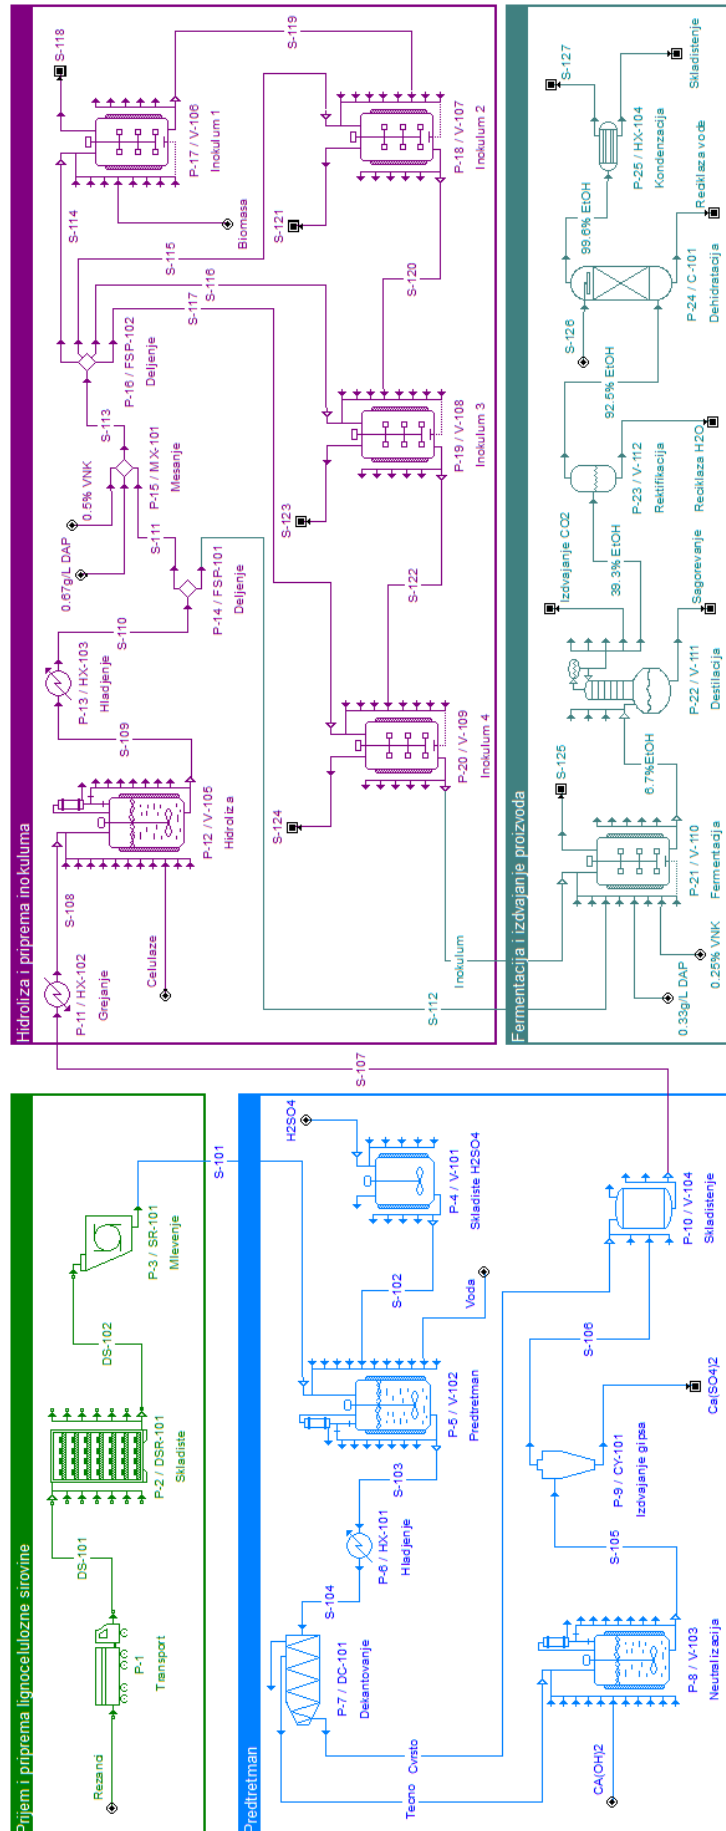 Prijem i priprema lignocelulozne sirovine
Rezanci
P-1
Transport
DS-101
P-2 / DSR-101
Skladiste
DS-102
P-3 / SR-101
Mlevenje
S-101
Predtretman
H2SO4
P-4 / V-101
Skladiste H2SO4
S-102
Voda
P-5 / V-102
Predtretman
S-103
P-6 / HX-101
Hladjenje
S-104
P-7 / DC-101
Dekantovanje
Tecno
Cvrsto
CA(OH)2
P-8 / V-103
Neutralizacija
S-105
P-9 / CY-101
Izdvajanje gipsa
Ca(SO4)2
S-106
P-10 / V-104
Skladistenje
S-107
Hidroliza i priprema inokuluma
P-11 / HX-102
Grejanje
S-108
Celulaze
P-12 / V-105
Hidroliza
S-109
P-13 / HX-103
Hladjenje
S-110
P-14 / FSP-101
Deljenje
S-111
S-112
0.67g/L DAP
0.5% VNK
P-15 / MX-101
Mesanje
S-113
P-16 / FSP-102
Deljenje
S-114
S-115
S-116
S-117
S-118
Biomasa
P-17 / V-106
Inokulum 1
S-119
S-121
P-18 / V-107
Inokulum 2
S-120
S-123
P-19 / V-108
Inokulum 3
S-122
S-124
P-20 / V-109
Inokulum 4
Inokulum
Fermentacija i izdvajanje proizvoda
0.33g/L DAP
0.25% VNK
S-125
P-21 / V-110
Fermentacija
6.7%EtOH
Izdvajanje CO2
P-22 / V-111
Destilacija
Sagorevanje
39.3% EtOH
P-23 / V-112
Rektifikacija
Reciklaza H2O
92.5% EtOH
S-126
P-24 / C-101
Dehidratacija
Reciklaza vode
99.6% EtOH
P-25 / HX-104
Kondenzacija
S-127
Skladistenje